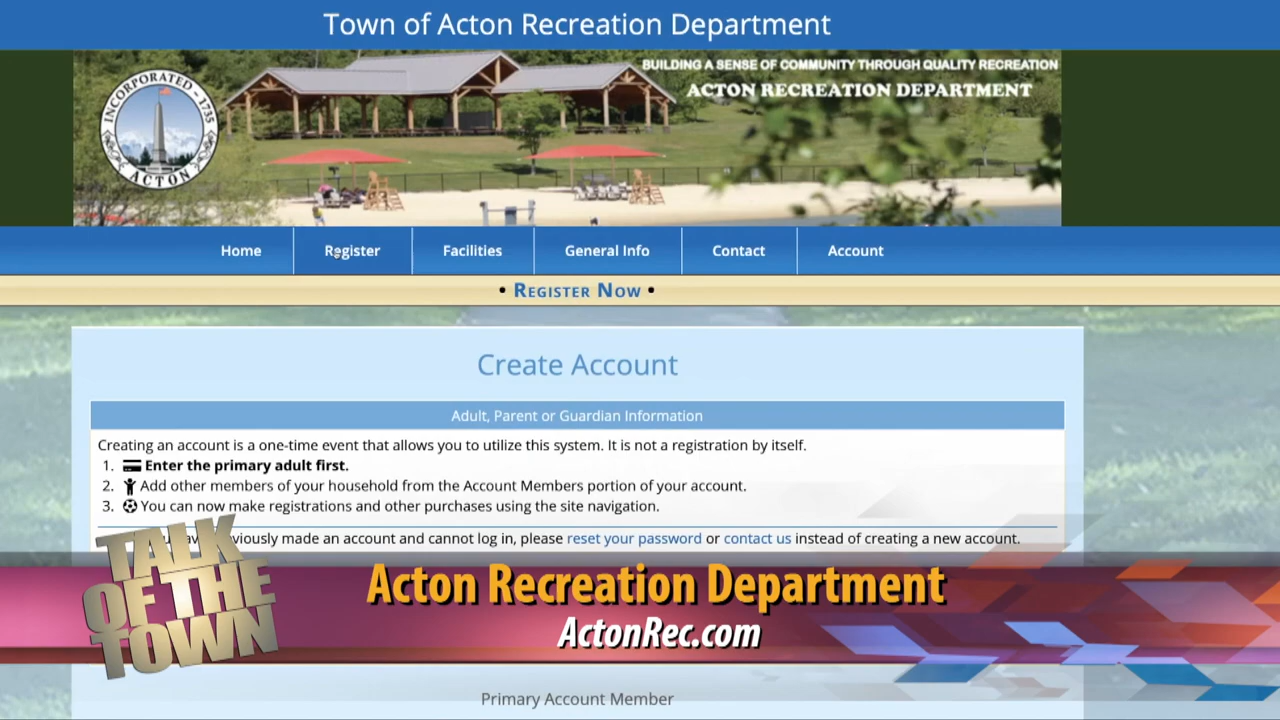 Town of Acton Recreation Department
INCORPORATED - 1735
ACTON
BUILDING A SENSE OF COMMUNITY THROUGH QUALITY RECREATION
ACTON RECREATION DEPARTMENT
Home
Register
Facilities
General Info
Contact
Account
• REGISTER NOW •
Create Account
Adult, Parent or Guardian Information
Creating an account is a one-time event that allows you to utilize this system. It is not a registration by itself.
1. Enter the primary adult first.
2. Add other members of your household from the Account Members portion of your account.
3. You can now make registrations and other purchases using the site navigation.
made an account and cannot log in, please reset your password or contact us instead of creating a new account.
TALK
OF THE
TOWN
Acton Recreation Department
ActonRec.com
Primary Account Member